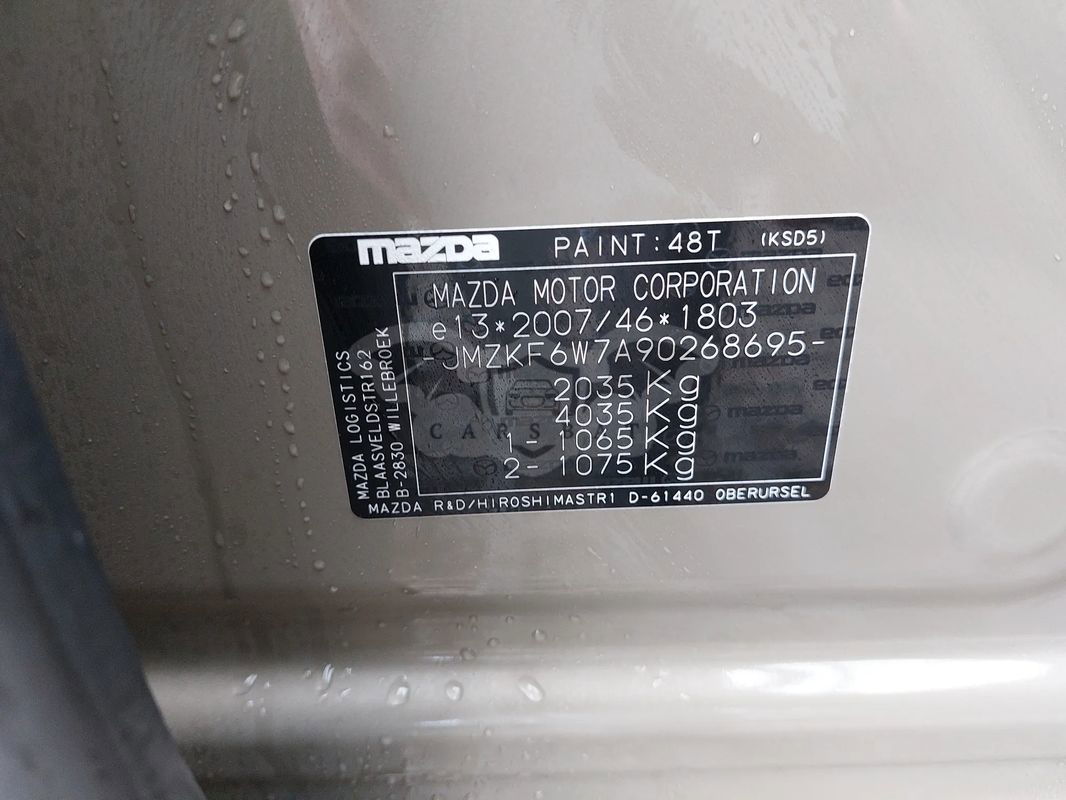 mazda PAINT:48T (KSD5)
MAZDA MOTOR CORPORATION
e13*2007/46*1803
-JMZKF6W7A90268695-
2035 Kg
4035 Kg
1- 1065 Kg
2- 1075 Kg
MAZDA LOGISTICS
BLAASVELDSTR162
B-2830 WILLEBROEK
MAZDA R&D/HIROSHIMASTR1 D-61440 OBERURSEL